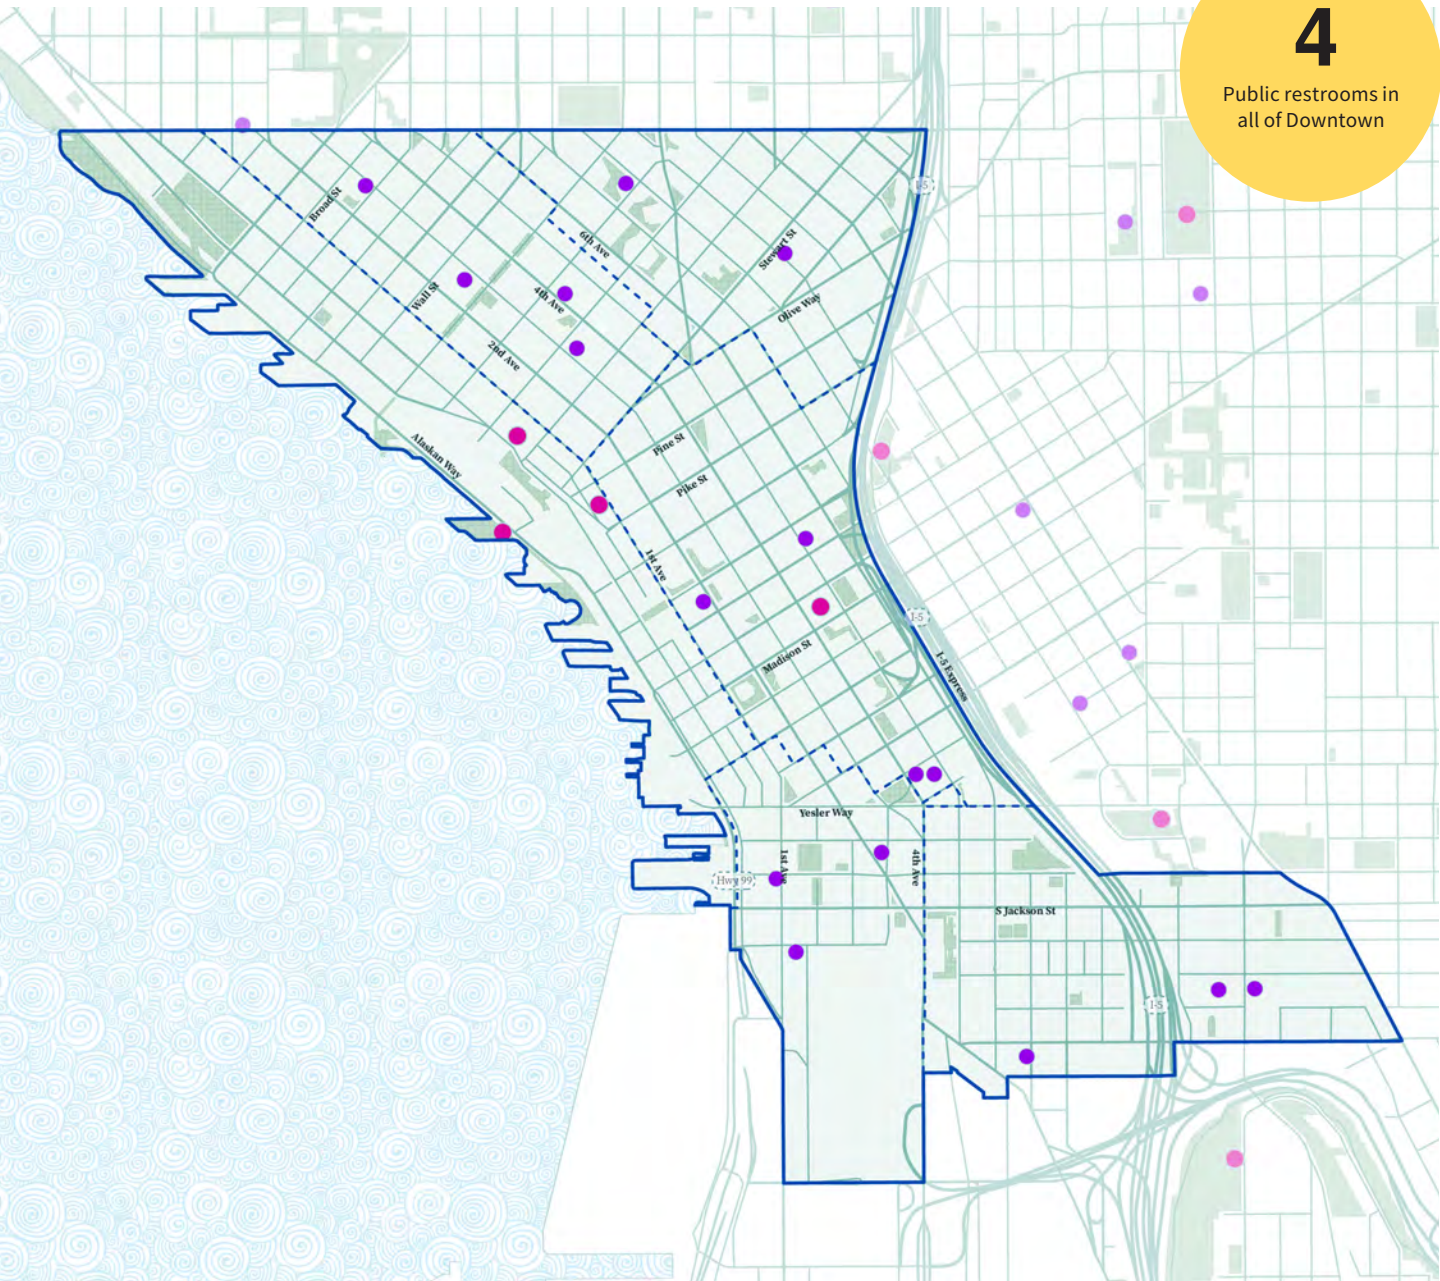 4
Public restrooms in
all of Downtown
I-5
Broad St
6th Ave
Stewart St
Wall St
4th Ave
Olive Way
2nd Ave
Pine St
Alaskan Way
Pike St
1st Ave
I-5
Madison St
I-5 Express
Yesler Way
1st Ave
4th Ave
Hwy 99
S Jackson St
I-5